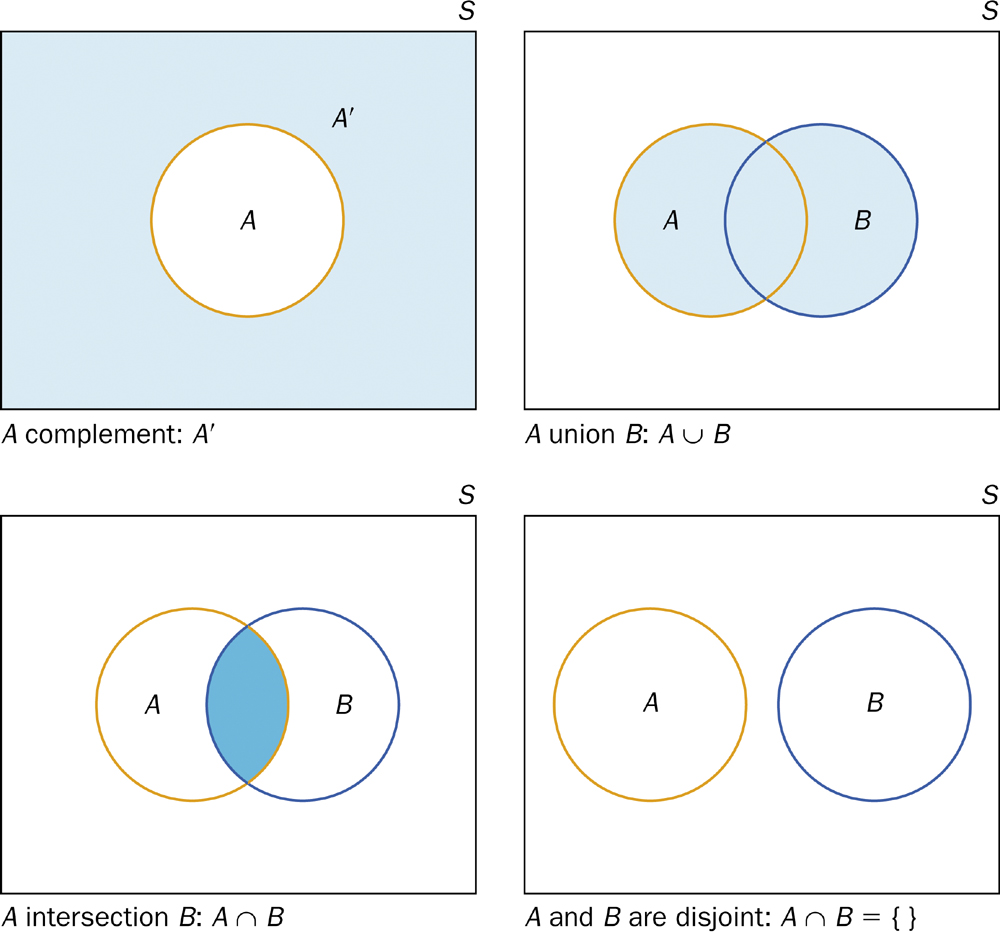 S
A′
A
A complement: A′
S
A
B
A union B: A ∪ B
S
A
B
A intersection B: A ∩ B
S
A
B
A and B are disjoint: A ∩ B = { }